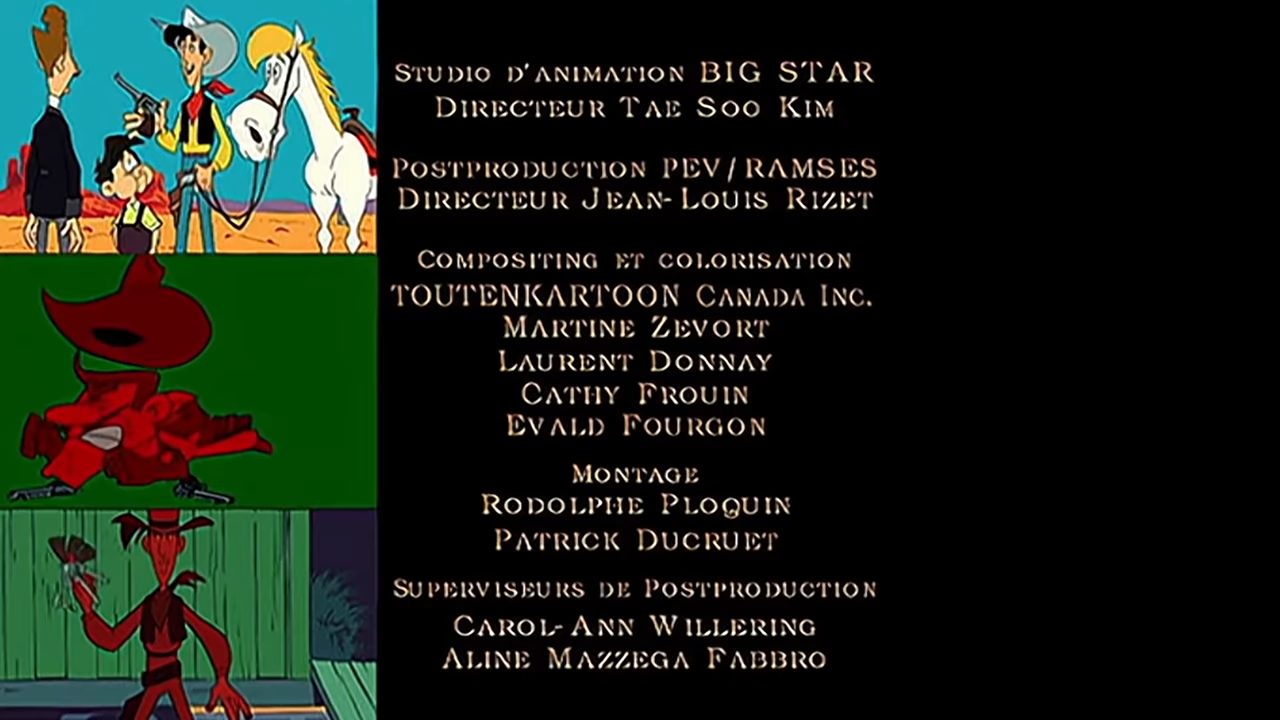 STUDIO D'ANIMATION BIG STAR
DIRECTEUR TAE SOO KIM
POSTPRODUCTION PEV/RAMSES
DIRECTEUR JEAN-LOUIS RIZET
COMPOSITING ET COLORISATION
TOUTENKARTOON CANADA INC.
MARTINE ZEVORT
LAURENT DONNAY
CATHY FROUIN
EVALD FOURGON
MONTAGE
RODOLPHE PLOQUIN
PATRICK DUCRUET
SUPERVISEURS DE POSTPRODUCTION
CAROL-ANN WILLERING
ALINE MAZZEGA FABBRO